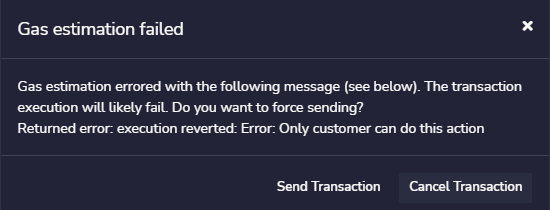 Gas estimation failed
Gas estimation errored with the following message (see below). The transaction
execution will likely fail. Do you want to force sending?
Returned error: execution reverted: Error: Only customer can do this action
Send Transaction Cancel Transaction